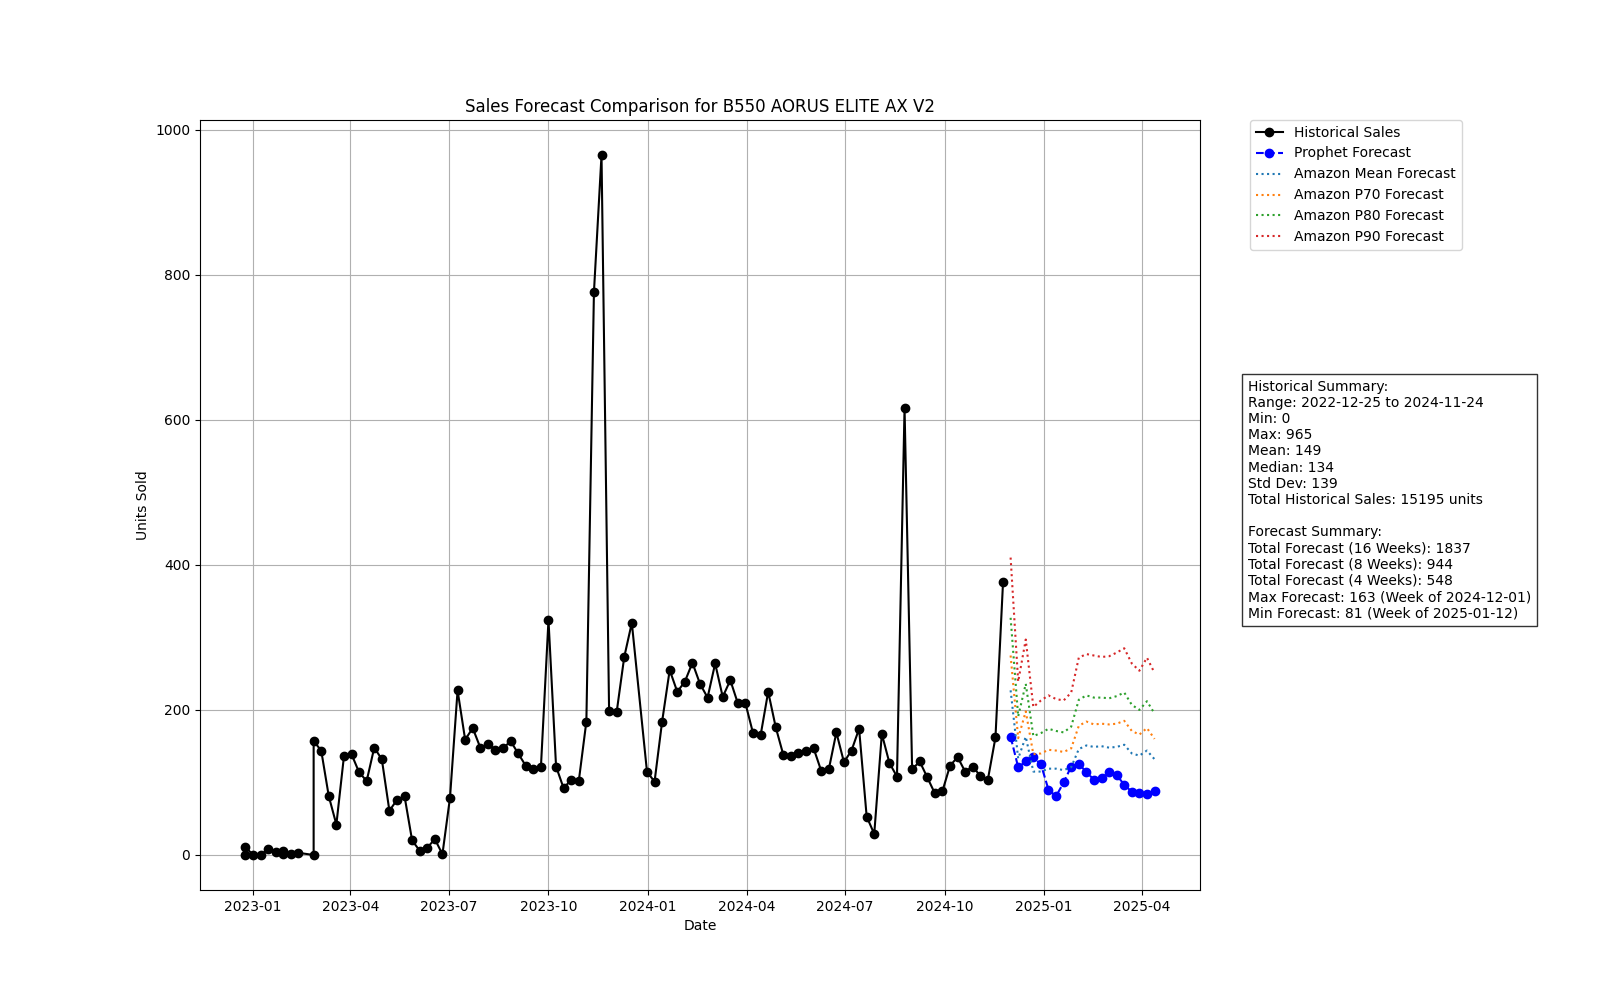 Sales Forecast Comparison for B550 AORUS ELITE AX V2
1000
800
600
400
200
0
Units Sold
2023-01
2023-04
2023-07
2023-10
2024-01
2024-04
2024-07
2024-10
2025-01
2025-04
Date
Historical Sales
Prophet Forecast
Amazon Mean Forecast
Amazon P70 Forecast
Amazon P80 Forecast
Amazon P90 Forecast
Historical Summary:
Range: 2022-12-25 to 2024-11-24
Min: 0
Max: 965
Mean: 149
Median: 134
Std Dev: 139
Total Historical Sales: 15195 units
Forecast Summary:
Total Forecast (16 Weeks): 1837
Total Forecast (8 Weeks): 944
Total Forecast (4 Weeks): 548
Max Forecast: 163 (Week of 2024-12-01)
Min Forecast: 81 (Week of 2025-01-12)